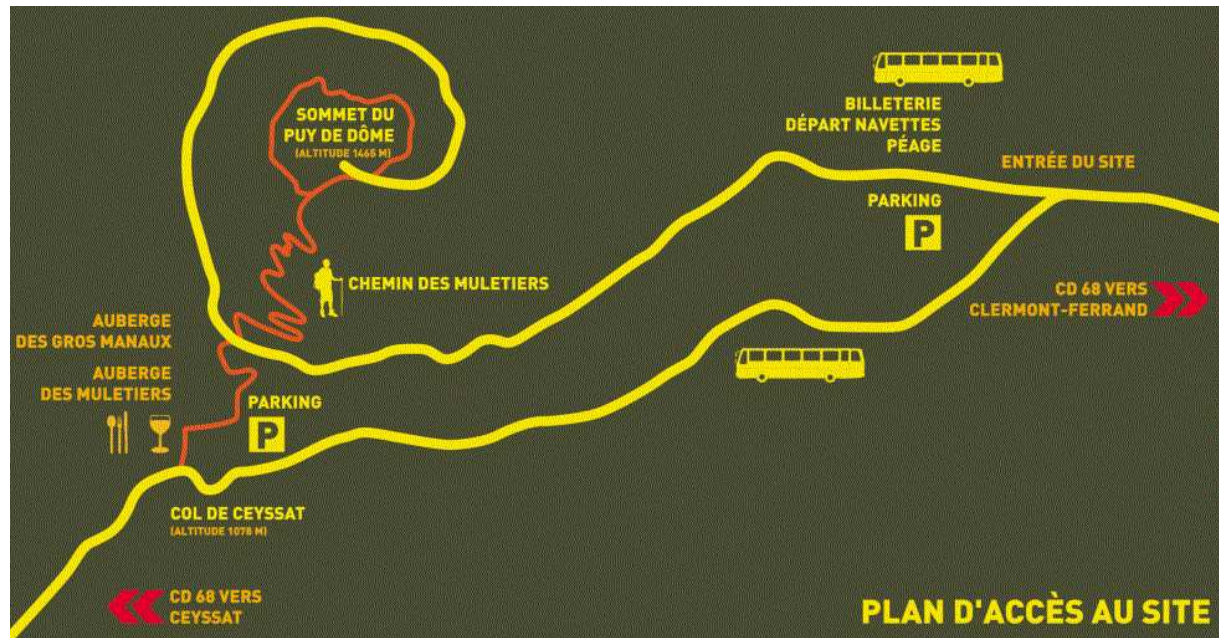 BILLETERIE
DÉPART NAVETTES
PÉAGE
SOMMET DU
PUY DE DÔME
(ALTITUDE 1465 M)
ENTRÉE DU SITE
PARKING
P
CHEMIN DES MULETIERS
CD 68 VERS
CLERMONT-FERRAND
AUBERGE
DES GROS MANAUX
AUBERGE
DES MULETIERS
PARKING
P
COL DE CEYSSAT
(ALTITUDE 1078 M)
CD 68 VERS
CEYSSAT
PLAN D'ACCÈS AU SITE